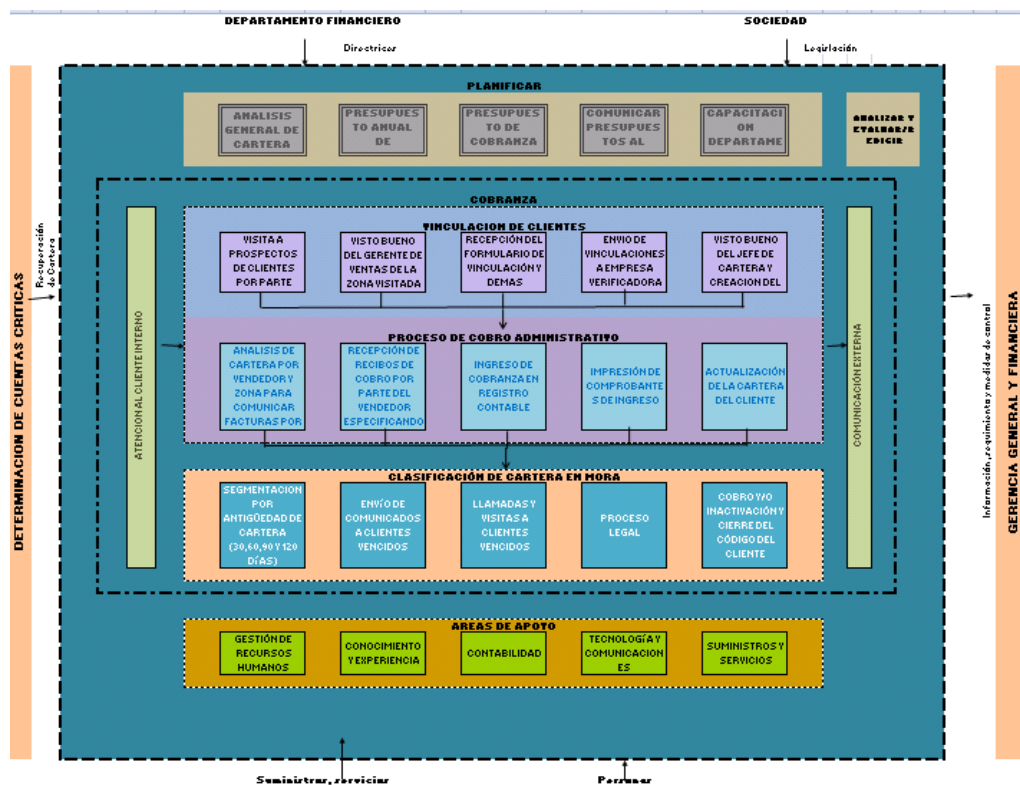 DEPARTAMENTO FINANCIERO
SOCIEDAD
Directrices
Legislación
PLANIFICAR
ANALISIS
GENERAL DE
CARTERA
PRESUPUES
TO ANUAL
DE
PRESUPUES
TO DE
COBRANZA
COMUNICAR
PRESUPUES
TOS AL
CAPACITACI
ON
DEPARTAME
ANALIZAR Y
COBRANZA
VINCULACION DE CLIENTES
VISITA A
PROSPECTOS
DE CLIENTES
POR PARTE
VISTO BUENO
DEL GERENTE DE
VENTAS DE LA
ZONA VISITADA
RECEPCIÓN DEL
FORMULARIO DE
VINCULACIÓN Y
DEMAS
ENVIO DE
VINCULACIONES
A EMPRESA
VERIFICADORA
VISTO BUENO
DEL JEFE DE
CARTERA Y
CREACION DEL
PROCESO DE COBRO ADMINISTRATIVO
ANALISIS DE
CARTERA POR
VENDEDOR Y
ZONA PARA
COMUNICAR
FACTURAS POR
RECEPCIÓN DE
RECIBOS DE
COBRO POR
PARTE DEL
VENDEDOR
ESPECIFICANDO
INGRESO DE
COBRANZA EN
REGISTRO
CONTABLE
IMPRESIÓN DE
COMPROBANTE
S DE INGRESO
ACTUALIZACIÓN
DE LA CARTERA
DEL CLIENTE
CLASIFICACIÓN DE CARTERA EN MORA
SEGMENTACION
POR
ANTIGÜEDAD DE
CARTERA
(30,60,90 Y 120
DÍAS)
ENVÍO DE
COMUNICADOS
A CLIENTES
VENCIDOS
LLAMADAS Y
VISITAS A
CLIENTES
VENCIDOS
PROCESO
LEGAL
COBRO Y/O
INACTIVACIÓN Y
CIERRE DEL
CÓDIGO DEL
CLIENTE
AREAS DE APOYO
GESTIÓN DE
RECURSOS
HUMANOS
CONOCIMIENTO
Y EXPERIENCIA
CONTABILIDAD
TECNOLOGÍA Y
COMUNICACION
ES
SUMINISTROS Y
SERVICIOS
DETERMINACION DE CUENTAS CRITICAS
Recuperación
de Cartera
ATENCION AL CLIENTE INTERNO
COMUNICACIÓN EXTERNA
Información, seguimiento y medidas de control
GERENCIA GENERAL Y FINANCIERA
Suministros, servicios
Personas